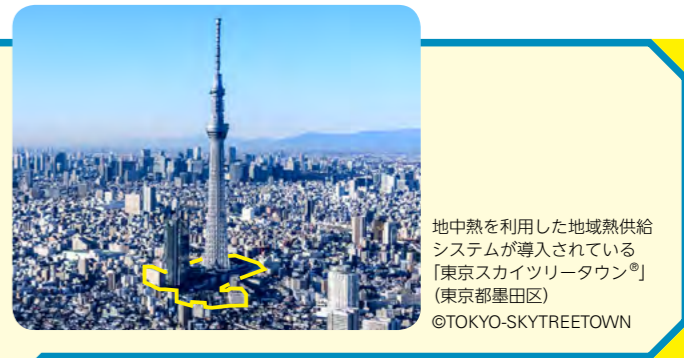 地中熱を利用した地域熱供給
システムが導入されている
「東京スカイツリータウン®」
(東京都墨田区)
©TOKYO-SKYTREETOWN